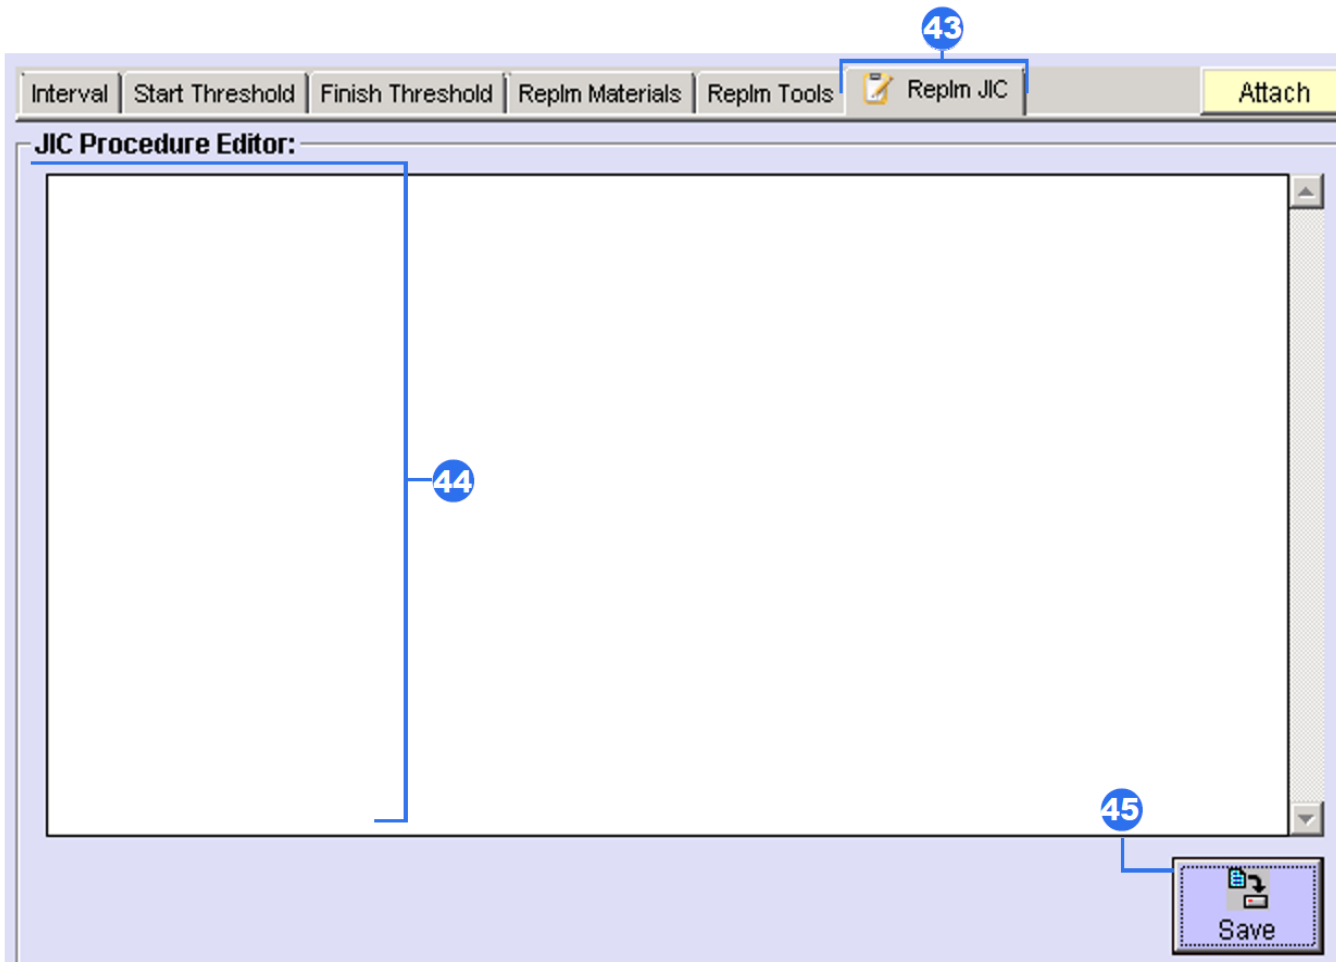 43
Interval Start Threshold Finish Threshold Replm Materials Replm Tools Replm JIC Attach
JIC Procedure Editor:
44
45
Save